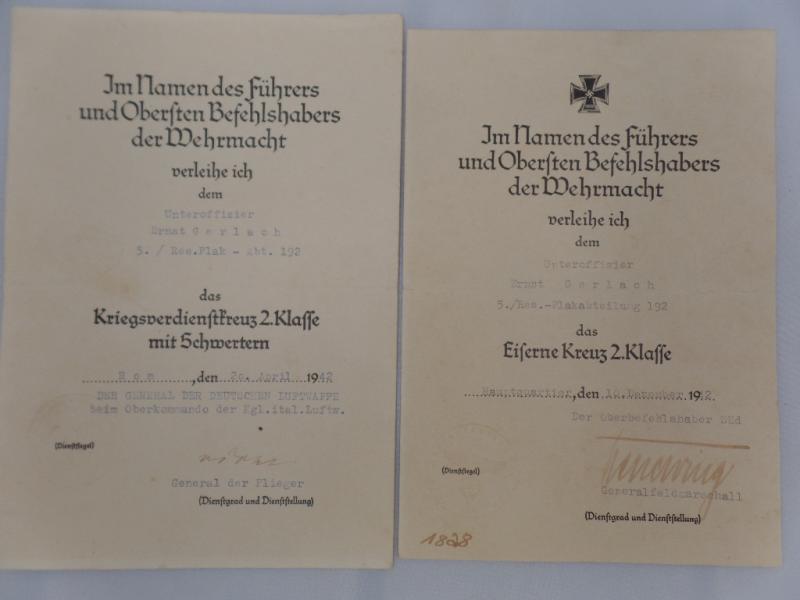 Im Namen des Führers
und Obersten Befehlshabers
der Wehrmacht
verleihe ich
dem
Unteroffizier
Ernst Gerlach
5. / Res.Flak - Abt. 192
das
Kriegsverdienstkreuz 2. Klasse
mit Schwertern
Rom, den 20. April 1942
DER GENERAL DER DEUTSCHEN LUFTWAFFE
beim Oberkommando der Kgl.ital.Luftw.
(Dienstsiegel)
General der Flieger
(Dienstgrad und Dienststellung)
Im Namen des Führers
und Obersten Befehlshabers
der Wehrmacht
verleihe ich
dem
Unteroffizier
Ernst Gerlach
5./Res.-Flakabteilung 192
das
Eiserne Kreuz 2. Klasse
Hauptquartier, den 10.Dezember 1942.
Der Oberbefehlshaber SÜd
(Dienstsiegel)
Generalfeldmarschall
(Dienstgrad und Dienststellung)
1828